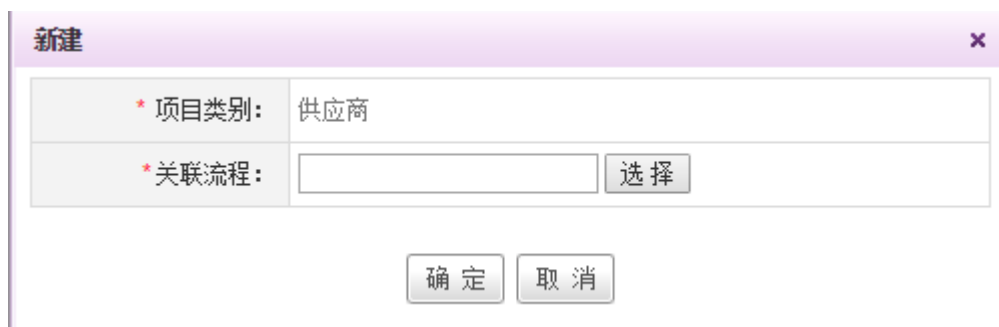 新建 ×
* 项目类别： 供应商
*关联流程： 选 择
确 定 取 消